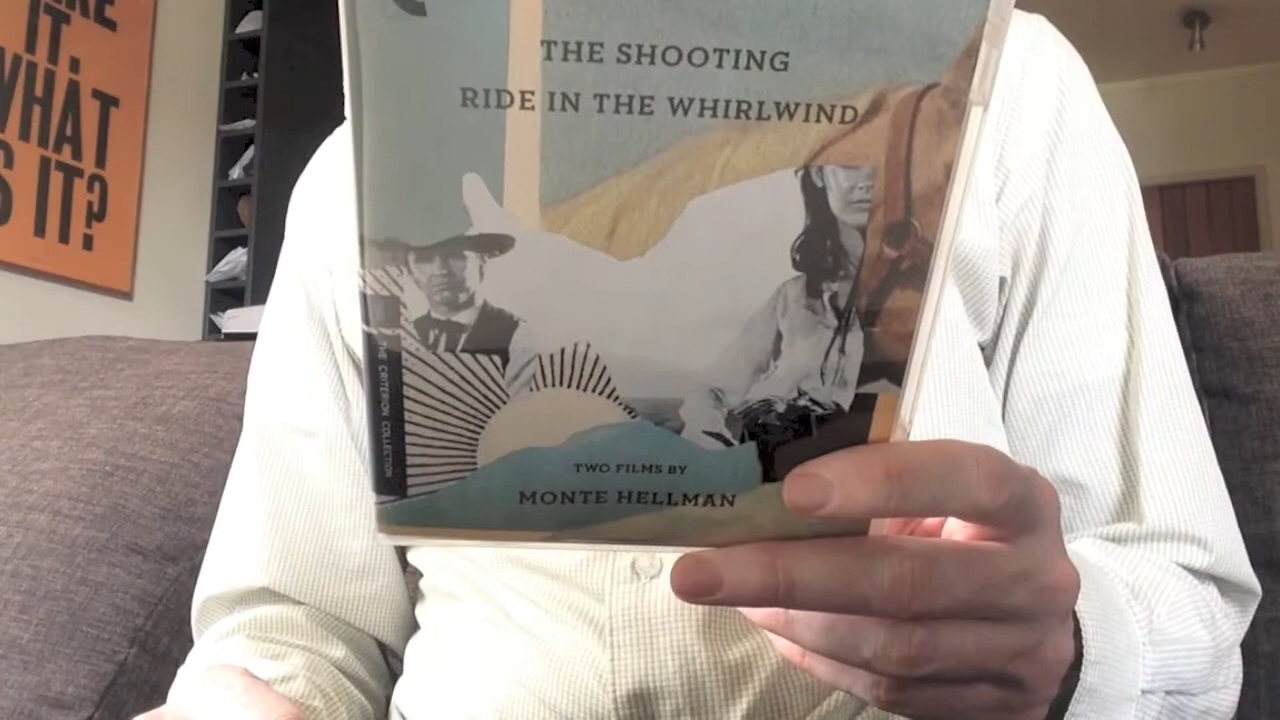 IT.
WHAT
IS IT?
THE SHOOTING
RIDE IN THE WHIRLWIND
THE CRITERION COLLECTION
TWO FILMS BY
MONTE HELLMAN